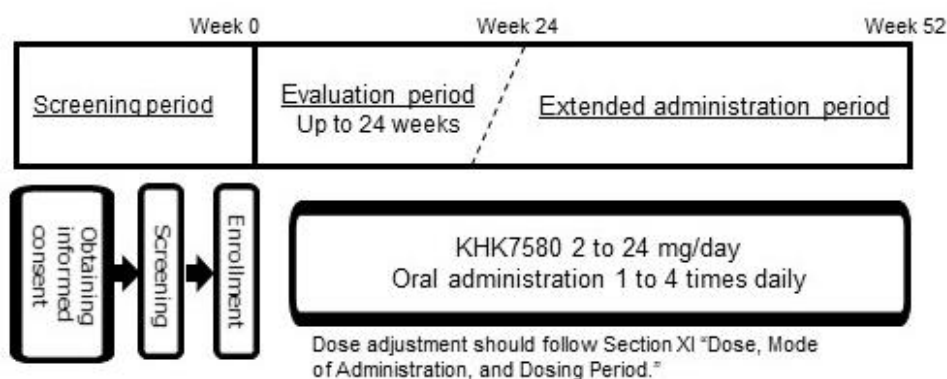 Week 0 Week 24 Week 52
Screening period
Evaluation period
Up to 24 weeks
Extended administration period
Obtaining
informed
consent
Screening
Enrollment
KHK7580 2 to 24 mg/day
Oral administration 1 to 4 times daily
Dose adjustment should follow Section XI “Dose, Mode
of Administration, and Dosing Period.”